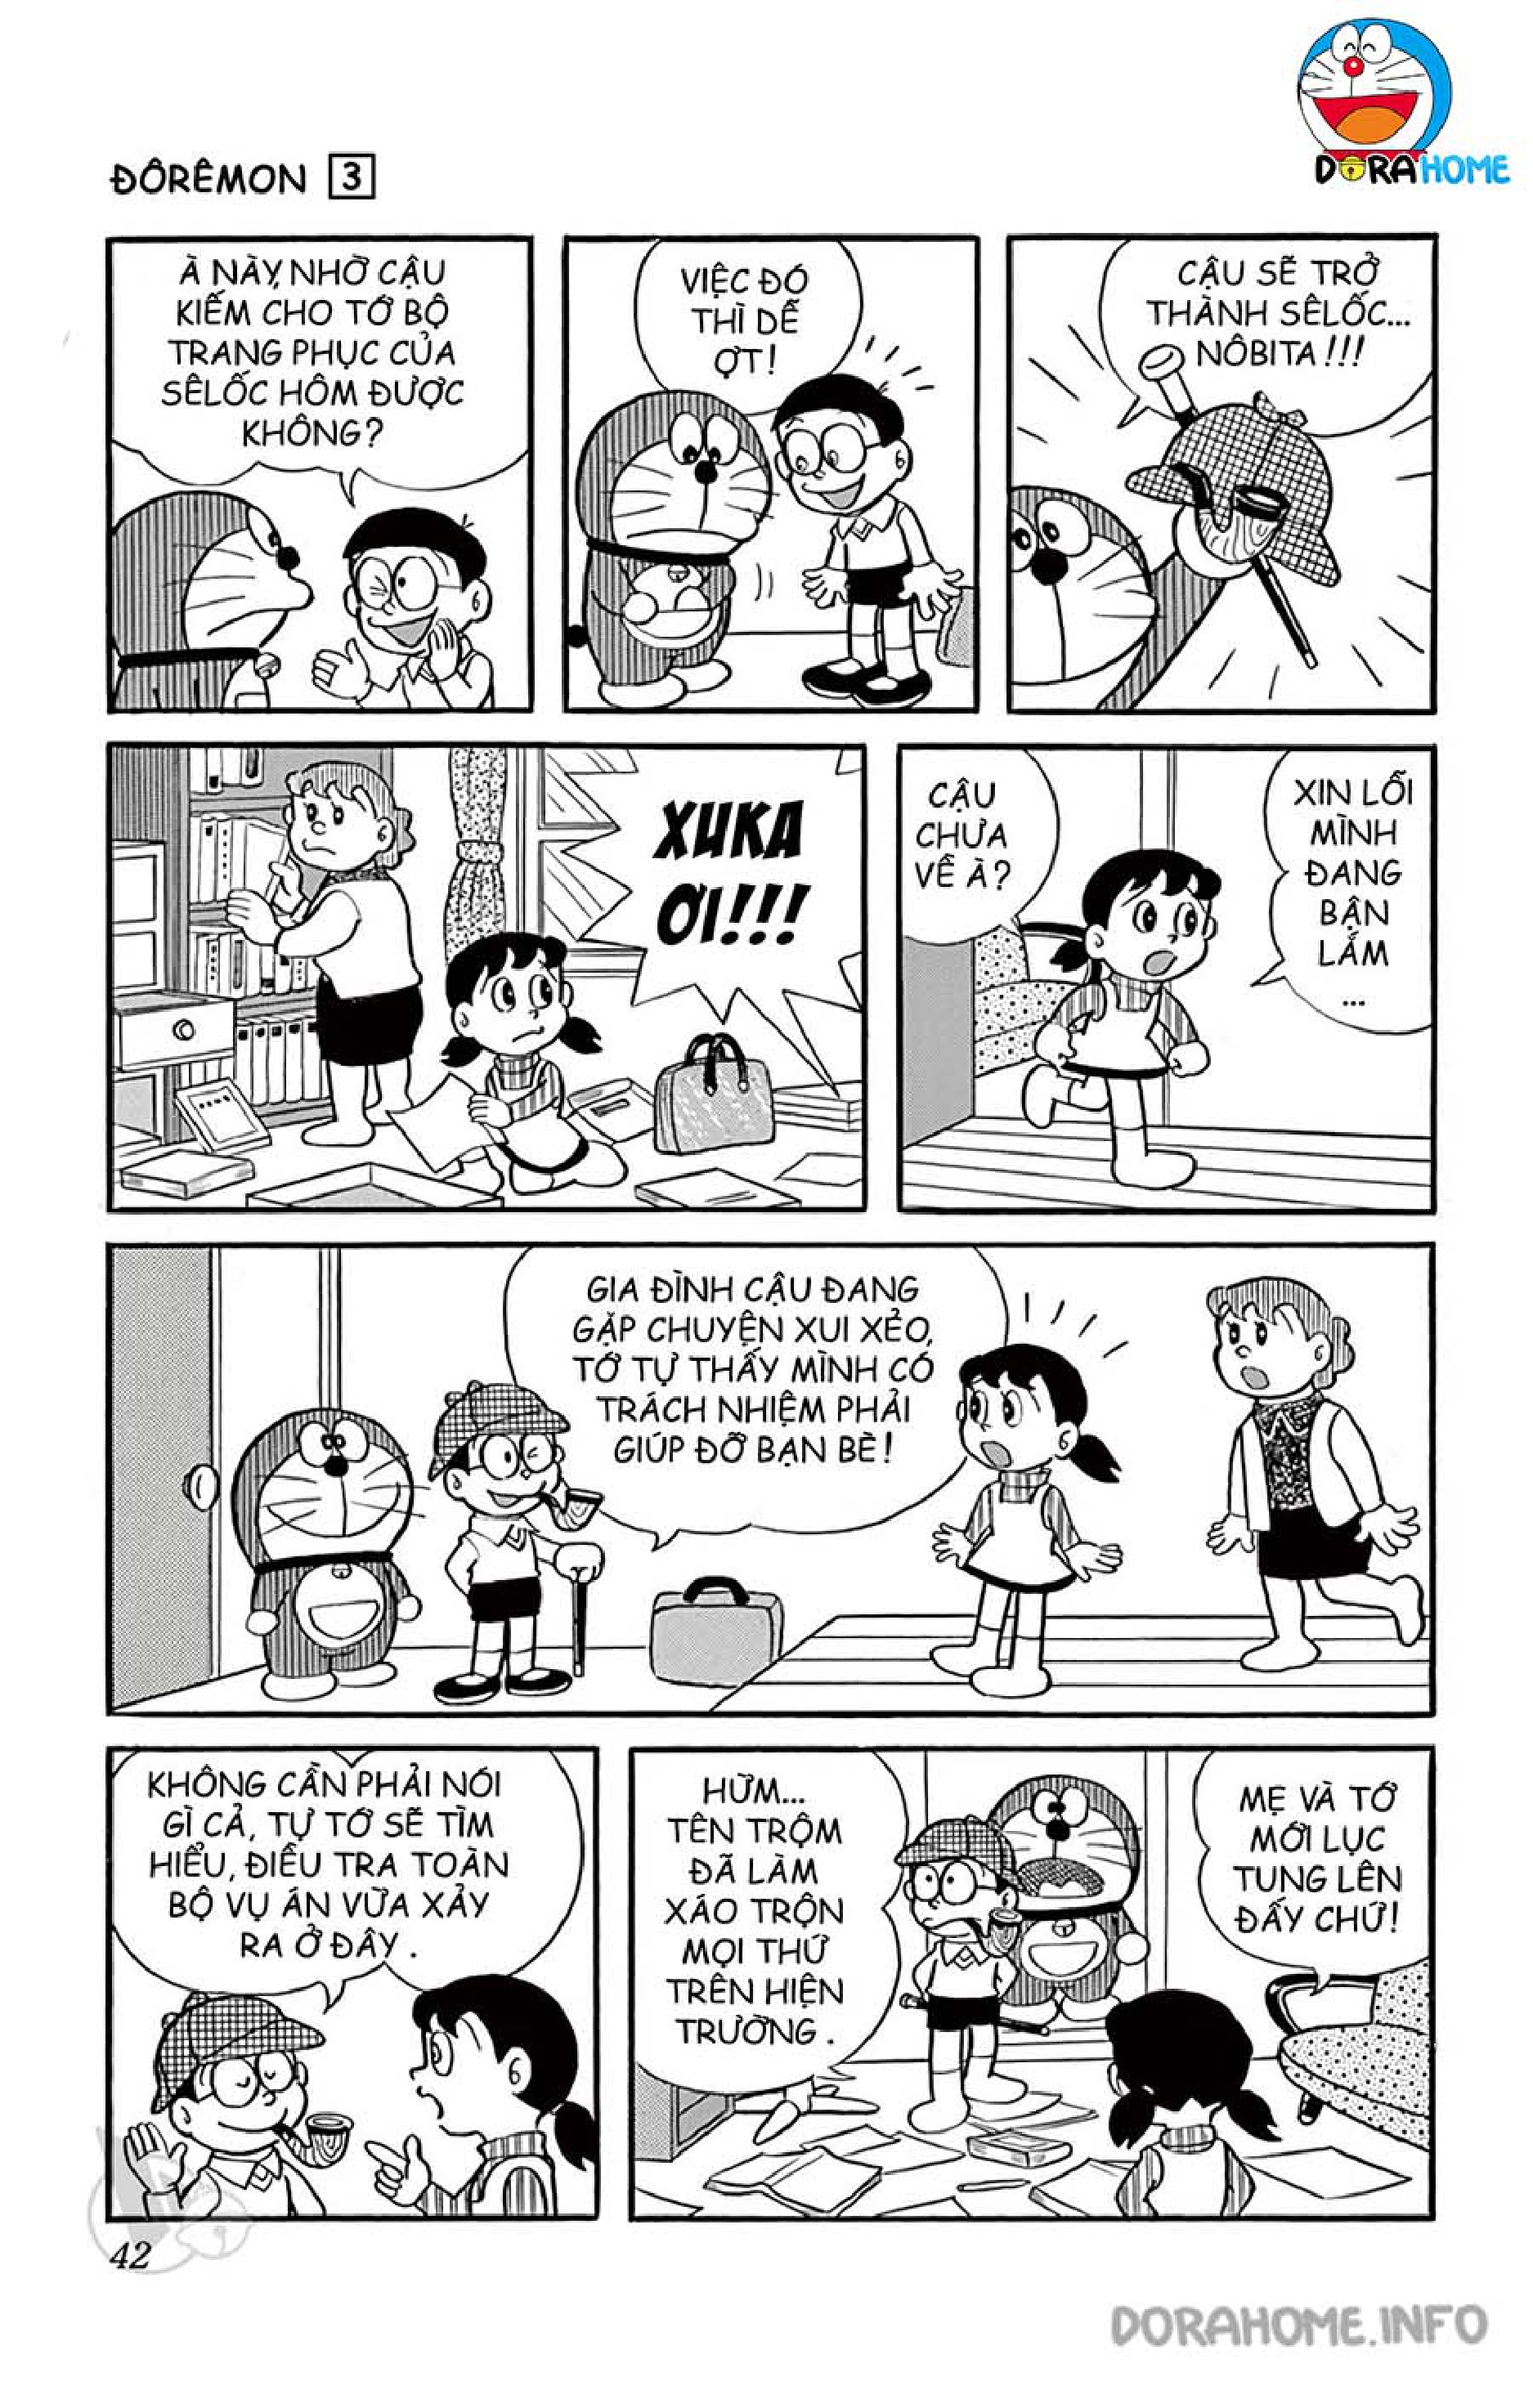 DORAHOME
ĐÔRÊMON 3
À NÀY, NHỜ CẬU
KIẾM CHO TỚ BỘ
TRANG PHỤC CỦA
SÊLỐC HÔM ĐƯỢC
KHÔNG?
VIỆC ĐÓ
THÌ DỄ
ỢT!
CẬU SẼ TRỞ
THÀNH SÊLỐC...
NÔBITA!!!
XUKA
ƠI!!!
CẬU
CHƯA
VỀ À?
XIN LỖI
MÌNH
ĐANG
BẬN
LẮM
...
GIA ĐÌNH CẬU ĐANG
GẶP CHUYỆN XUI XẺO,
TỚ TỰ THẤY MÌNH CÓ
TRÁCH NHIỆM PHẢI
GIÚP ĐỠ BẠN BÈ!
KHÔNG CẦN PHẢI NÓI
GÌ CẢ, TỰ TỚ SẼ TÌM
HIỂU, ĐIỀU TRA TOÀN
BỘ VỤ ÁN VỪA XẢY
RA Ở ĐÂY.
HỪM...
TÊN TRỘM
ĐÃ LÀM
XÁO TRỘN
MỌI THỨ
TRÊN HIỆN
TRƯỜNG.
MẸ VÀ TỚ
MỚI LỤC
TUNG LÊN
ĐẤY CHỨ!
42
DORAHOME.INFO